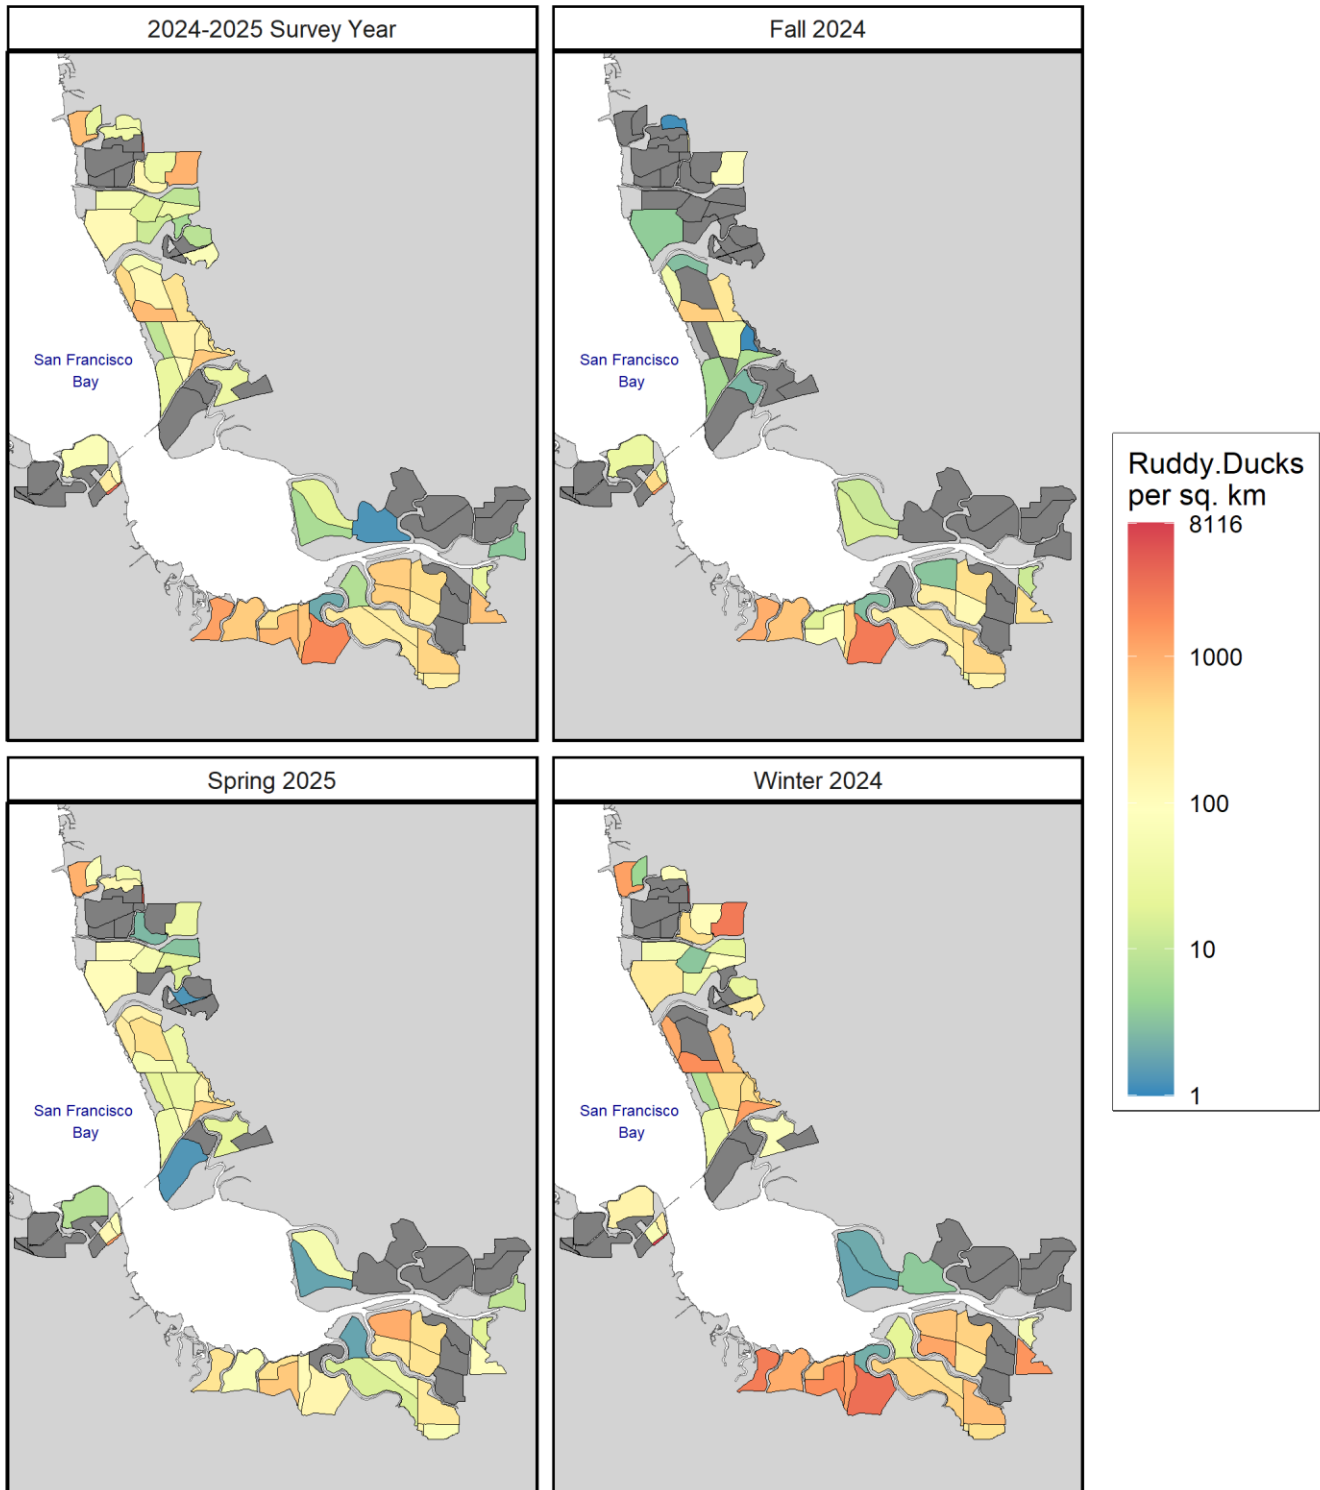 2024-2025 Survey Year
Fall 2024
San Francisco
Bay
San Francisco
Bay
Ruddy.Ducks
per sq. km
8116
1000
100
10
1
Spring 2025
Winter 2024
San Francisco
Bay
San Francisco
Bay